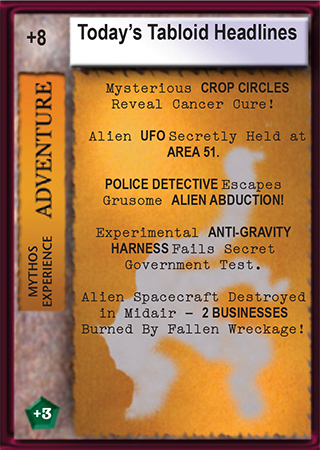 +8
Today's Tabloid Headlines
MYTHOS
EXPERIENCE
ADVENTURE
Mysterious CROP CIRCLES
Reveal Cancer Cure!
Alien UFO Secretly Held at
AREA 51.
POLICE DETECTIVE Escapes
Grusome ALIEN ABDUCTION!
Experimental ANTI-GRAVITY
HARNESS Fails Secret
Government Test.
Alien Spacecraft Destroyed
in Midair - 2 BUSINESSES
Burned By Fallen Wreckage!
+3